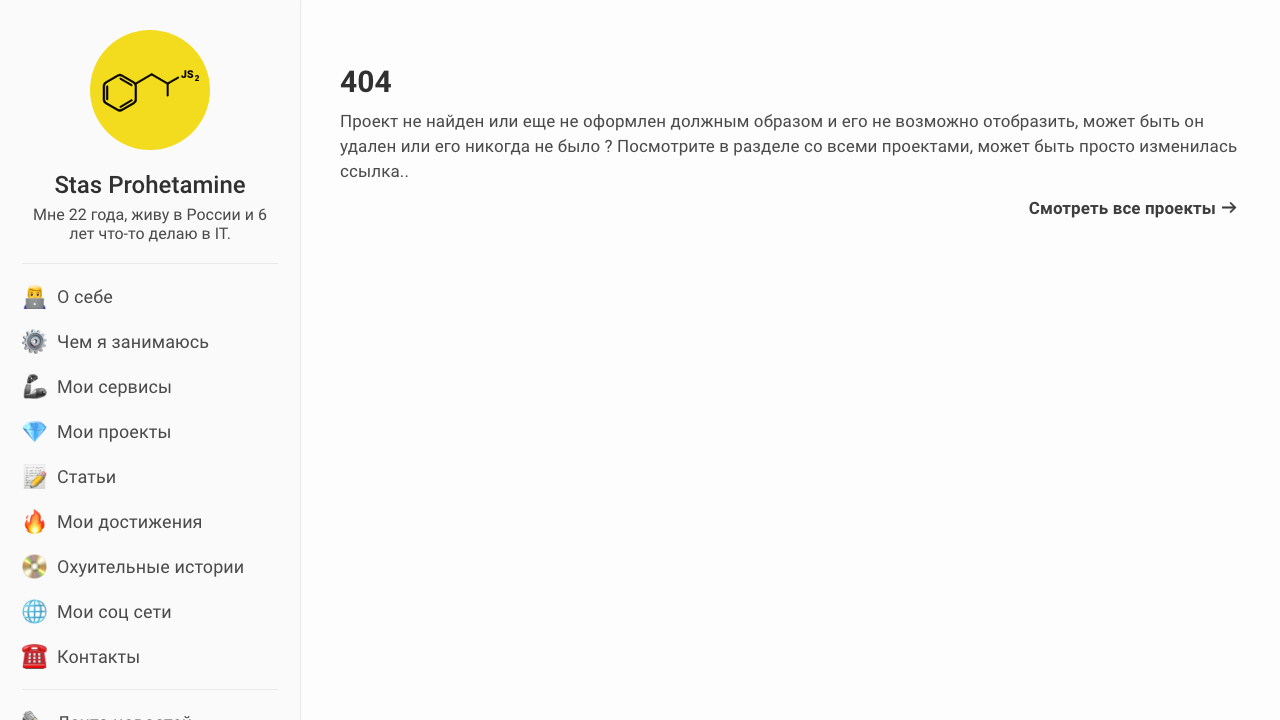 JS2
Stas Prohetamine
Мне 22 года, живу в России и 6
лет что-то делаю в IT.
О себе
Чем я занимаюсь
Мои сервисы
Мои проекты
Статьи
Мои достижения
Охуительные истории
Мои соц сети
Контакты
404
Проект не найден или еще не оформлен должным образом и его не возможно отобразить, может быть он
удален или его никогда не было ? Посмотрите в разделе со всеми проектами, может быть просто изменилась
ссылка..
Смотреть все проекты →